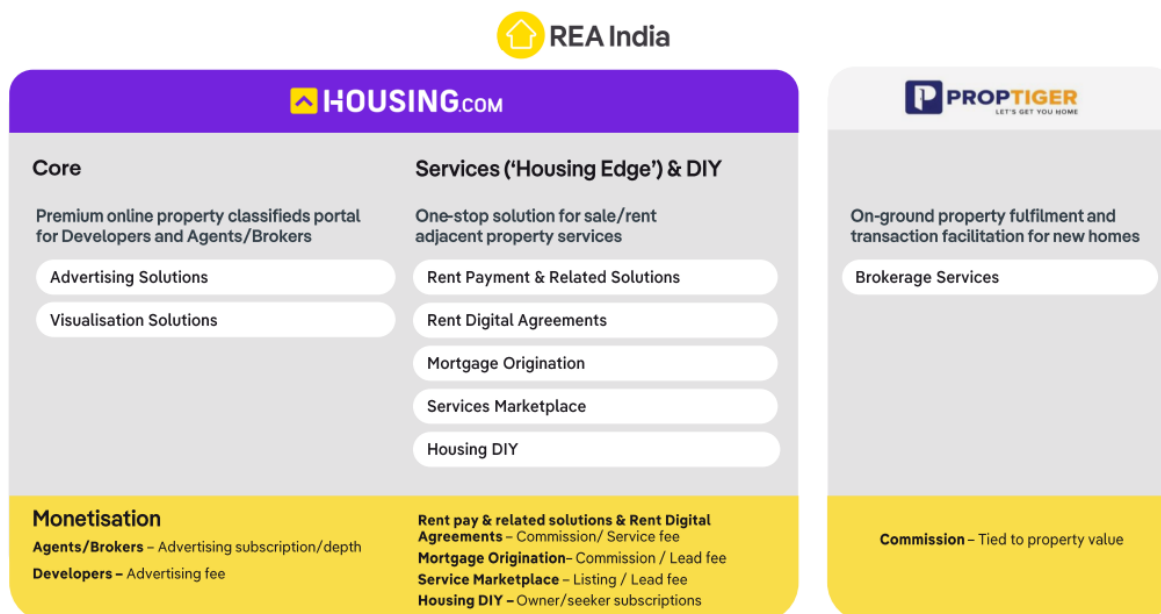 REA India
HOUSING.COM
Core
Premium online property classifieds portal
for Developers and Agents/Brokers
Advertising Solutions
Visualisation Solutions
Services (‘Housing Edge’) & DIY
One-stop solution for sale/rent
adjacent property services
Rent Payment & Related Solutions
Rent Digital Agreements
Mortgage Origination
Services Marketplace
Housing DIY
Monetisation
Agents/Brokers – Advertising subscription/depth
Developers – Advertising fee
Rent pay & related solutions & Rent Digital
Agreements – Commission/ Service fee
Mortgage Origination– Commission / Lead fee
Service Marketplace – Listing / Lead fee
Housing DIY – Owner/seeker subscriptions
PROPTIGER
LET'S GET YOU HOME
On-ground property fulfilment and
transaction facilitation for new homes
Brokerage Services
Commission – Tied to property value